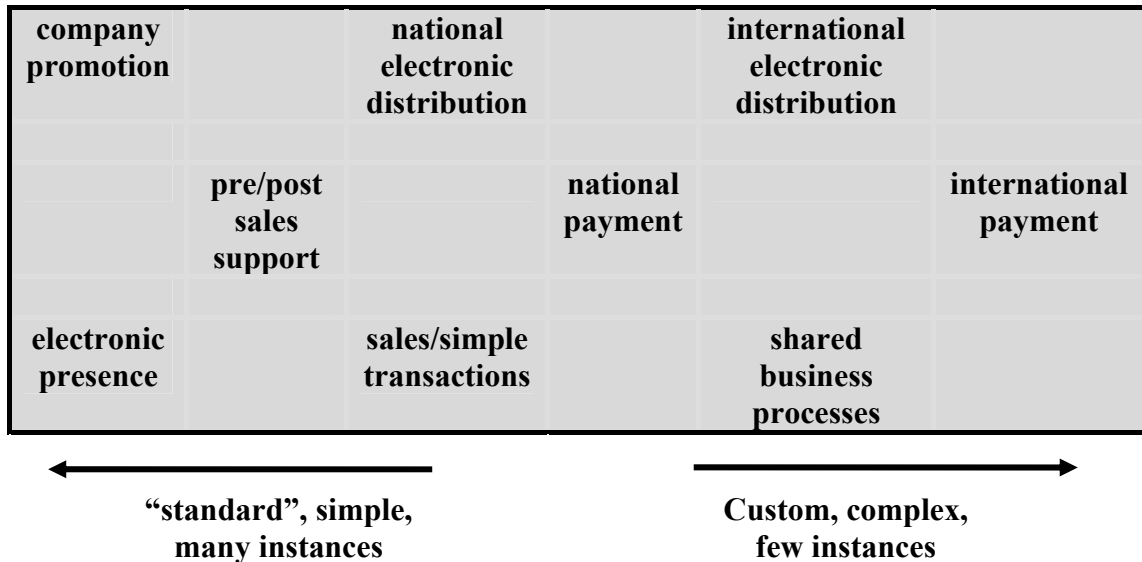 company
promotion
national
electronic
distribution
international
electronic
distribution
pre/post
sales
support
national
payment
international
payment
electronic
presence
sales/simple
transactions
shared
business
processes
“standard”, simple,
many instances
Custom, complex,
few instances